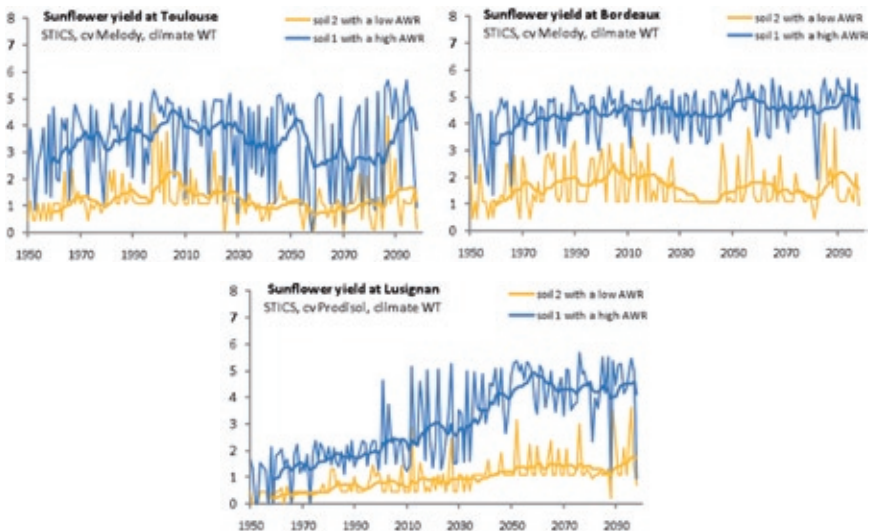 Sunflower yield at Toulouse
STICS, cv Melody, climate WT
soil 2 with a low AWR
soil 1 with a high AWR
8
7
6
5
4
3
2
1
0
1950 1970 1990 2010 2030 2050 2070 2090
Sunflower yield at Bordeaux
STICS, cv Melody, climate WT
soil 2 with a low AWR
soil 1 with a high AWR
8
7
6
5
4
3
2
1
0
1950 1970 1990 2010 2030 2050 2070 2090
Sunflower yield at Lusignan
STICS, cv Prodisol, climate WT
soil 2 with a low AWR
soil 1 with a high AWR
8
7
6
5
4
3
2
1
0
1950 1970 1990 2010 2030 2050 2070 2090